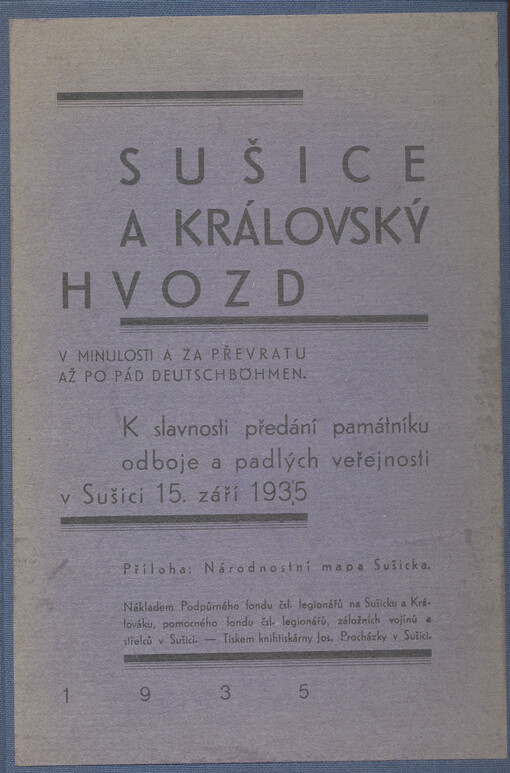 SUŠICE
A KRÁLOVSKÝ
HVOZD
V MINULOSTI A ZA PŘEVRATU
AŽ PO PÁD DEUTSCHBÖHMEN.
K slavnosti předání památníku
odboje a padlých veřejnosti
v Sušici 15. září 1935
Příloha: Národnostní mapa Sušicka.
Nákladem Podpůrného fondu čsl. legionářů na Sušicku a Krá-
lováku, pomocného fondu čsl. legionářů, záložních vojínů a
střelců v Sušici. — Tiskem knihtiskárny Jos. Procházky v Sušici.
1 9 3 5